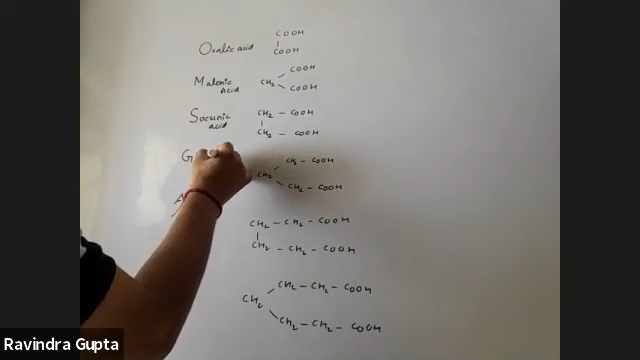 COOH
Oxalic acid COOH
Malonic Acid CH2 COOH
COOH
Succinic acid CH2 - COOH
CH2 - COOH
G
CH2 - COOH
CH2
CH2 - COOH
A
CH2 - CH2 - COOH
CH2 - CH2 - COOH
CH2 - CH2 - COOH
CH2
CH2 - CH2 - COOH
Ravindra Gupta